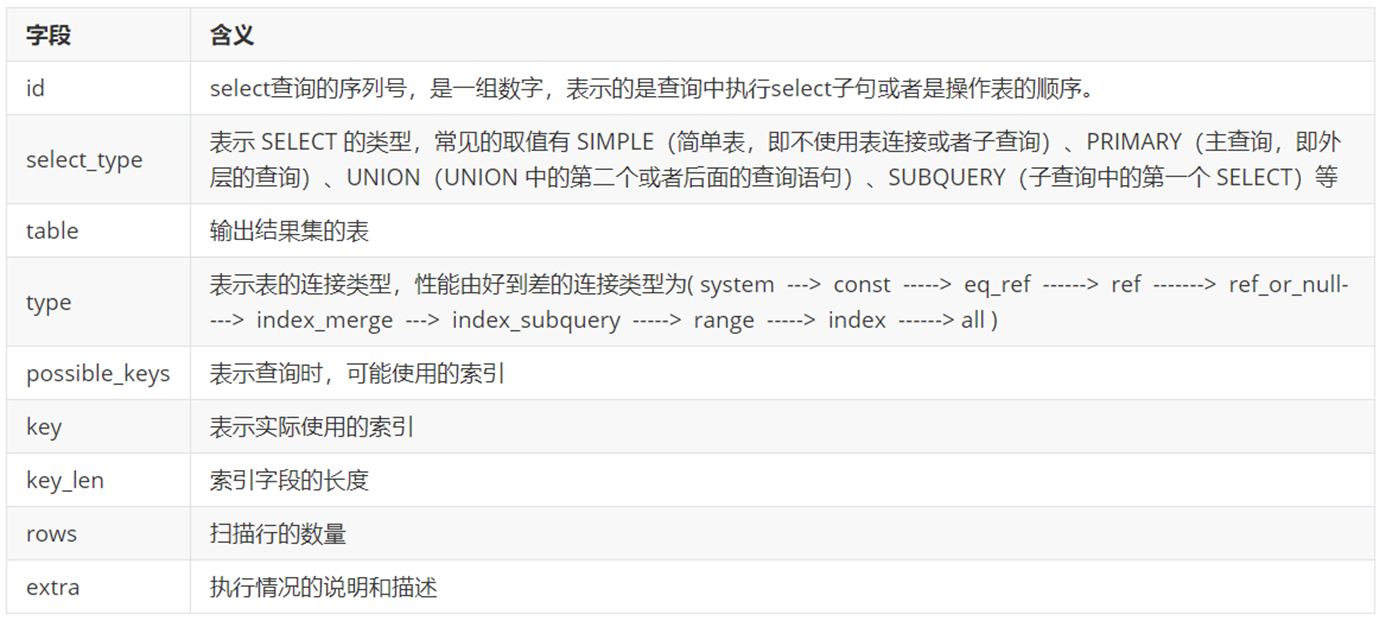 字段 含义
id select查询的序列号，是一组数字，表示的是查询中执行select子句或者是操作表的顺序。
select_type 表示 SELECT 的类型，常见的取值有 SIMPLE（简单表，即不使用表连接或者子查询）、PRIMARY（主查询，即外
层的查询）、UNION（UNION 中的第二个或者后面的查询语句）、SUBQUERY（子查询中的第一个 SELECT）等
table 输出结果集的表
type 表示表的连接类型，性能由好到差的连接类型为( system ---> const -----> eq_ref ------> ref -------> ref_or_null-
---> index_merge ---> index_subquery -----> range -----> index ------> all )
possible_keys 表示查询时，可能使用的索引
key 表示实际使用的索引
key_len 索引字段的长度
rows 扫描行的数量
extra 执行情况的说明和描述